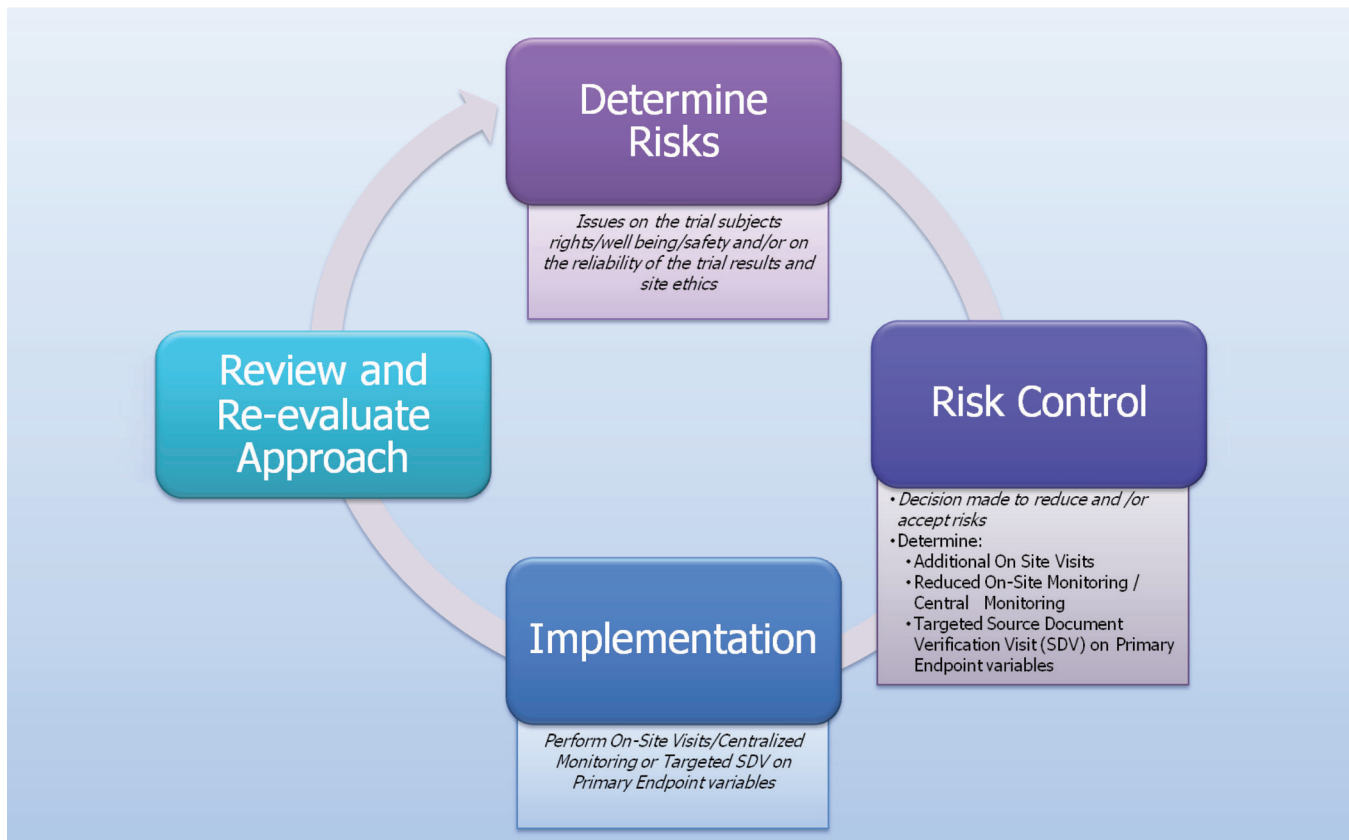 Determine
Risks
Issues on the trial subjects
rights/well being/safety and/or on
the reliability of the trial results and
site ethics
Risk Control
• Decision made to reduce and /or
accept risks
• Determine:
• Additional On Site Visits
• Reduced On-Site Monitoring /
Central Monitoring
• Targeted Source Document
Verification Visit (SDV) on Primary
Endpoint variables
Implementation
Perform On-Site Visits/Centralized
Monitoring or Targeted SDV on
Primary Endpoint variables
Review and
Re-evaluate
Approach